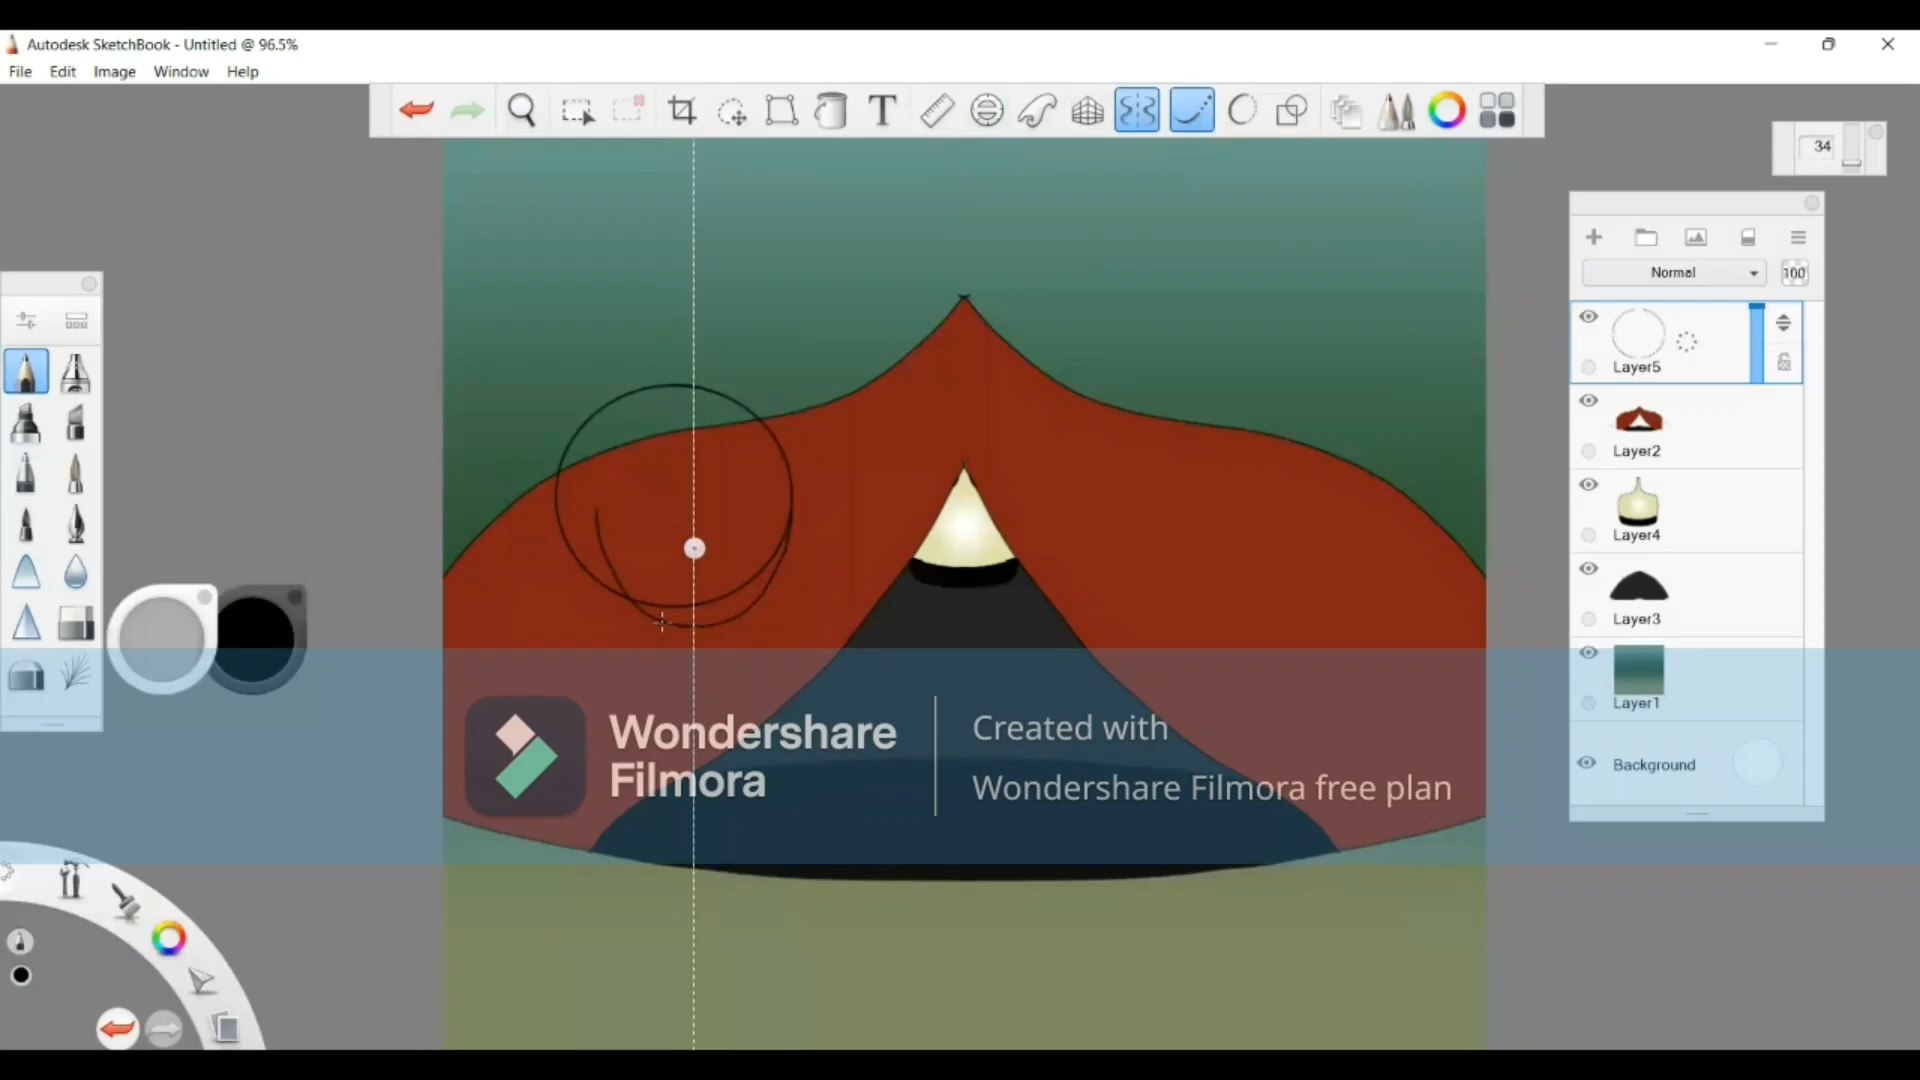 Autodesk SketchBook - Untitled @ 96.5%
File Edit Image Window Help
T
34
Normal 100
Layer5
Layer2
Layer4
Layer3
Layer1
Background
Wondershare
Filmora
Created with
Wondershare Filmora free plan